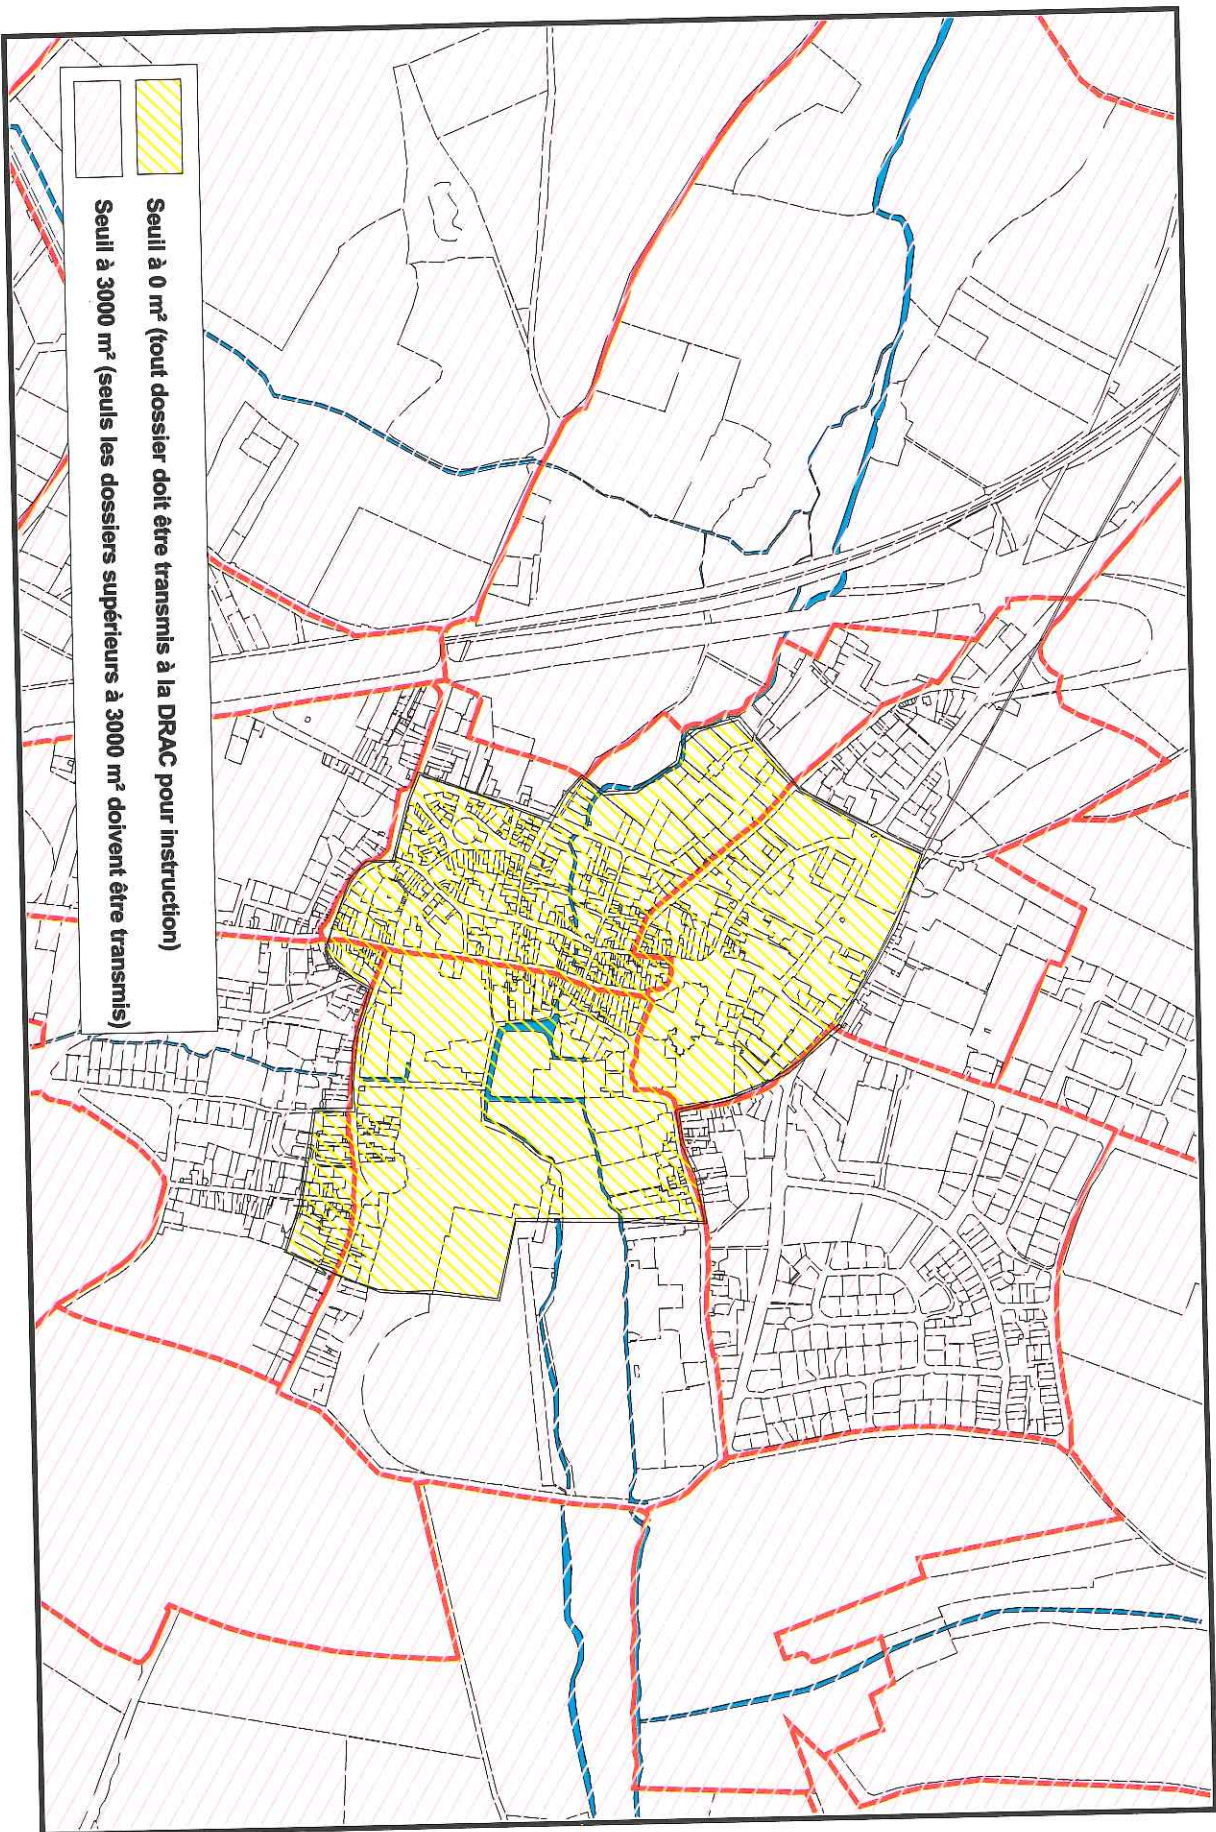 Seuil à 0 m² (tout dossier doit être transmis à la DRAC pour instruction)
Seuil à 3000 m² (seuls les dossiers supérieurs à 3000 m² doivent être transmis)